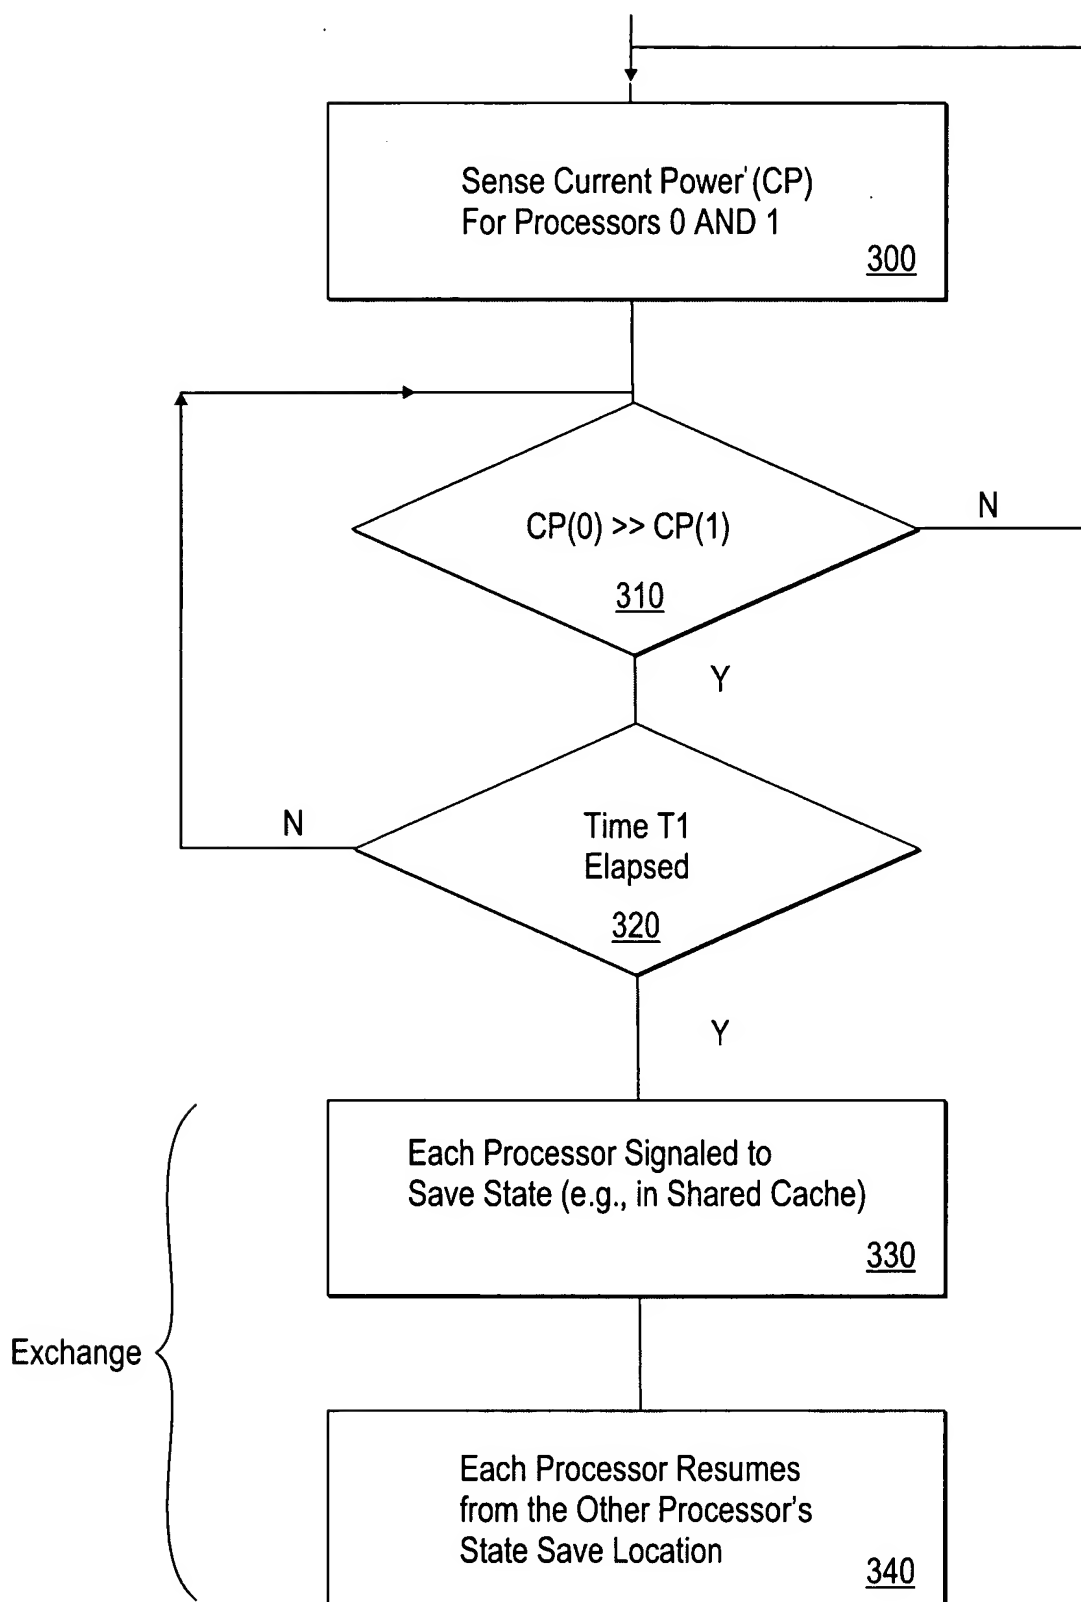 Sense Current Power (CP)
For Processors 0 AND 1
300
CP(0) >> CP(1)
N
310
Y
N
Time T1
Elapsed
320
Y
Each Processor Signaled to
Save State (e.g., in Shared Cache)
330
Exchange
Each Processor Resumes
from the Other Processor's
State Save Location
340